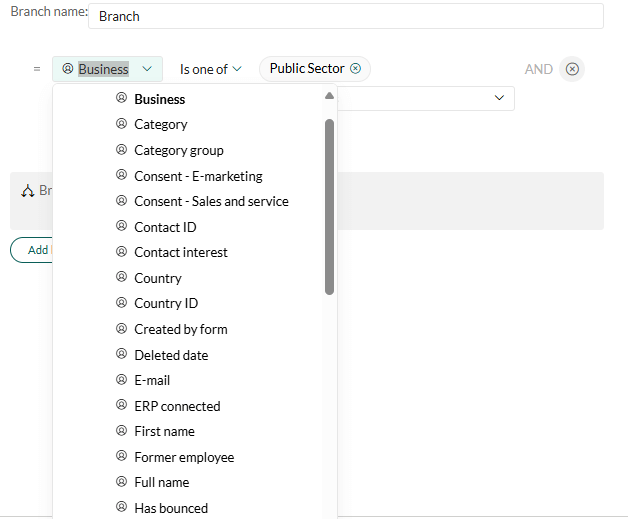 Branch name: Branch
= Business Is one of Public Sector AND
Business
Category
Category group
Consent - E-marketing
Consent - Sales and service
Br
Contact ID
Add
Contact interest
Country
Country ID
Created by form
Deleted date
E-mail
ERP connected
First name
Former employee
Full name
Has bounced